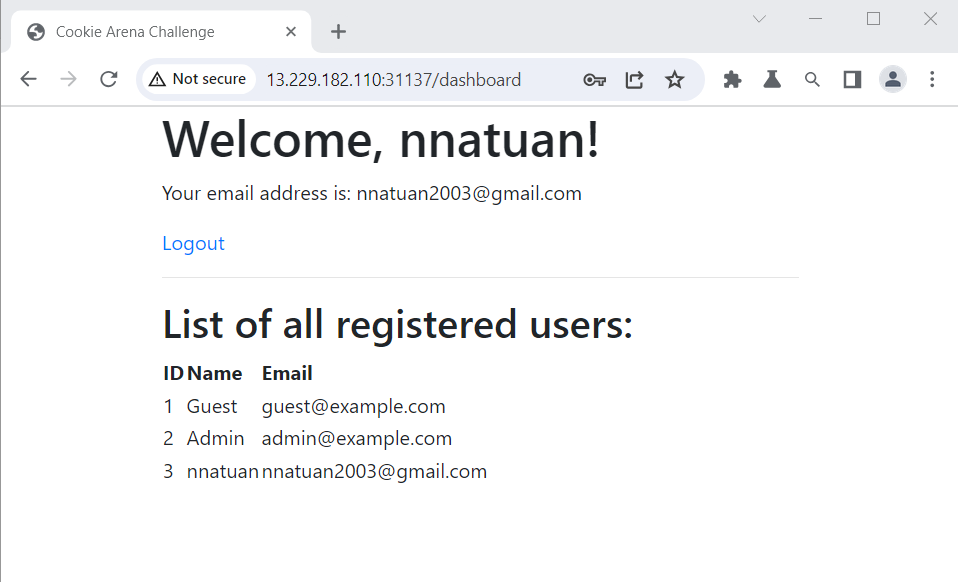 Cookie Arena Challenge
Not secure 13.229.182.110:31137/dashboard
Welcome, nnatuan!
Your email address is: nnatuan2003@gmail.com
Logout
List of all registered users:
ID Name Email
1 Guest guest@example.com
2 Admin admin@example.com
3 nnatuan nnatuan2003@gmail.com